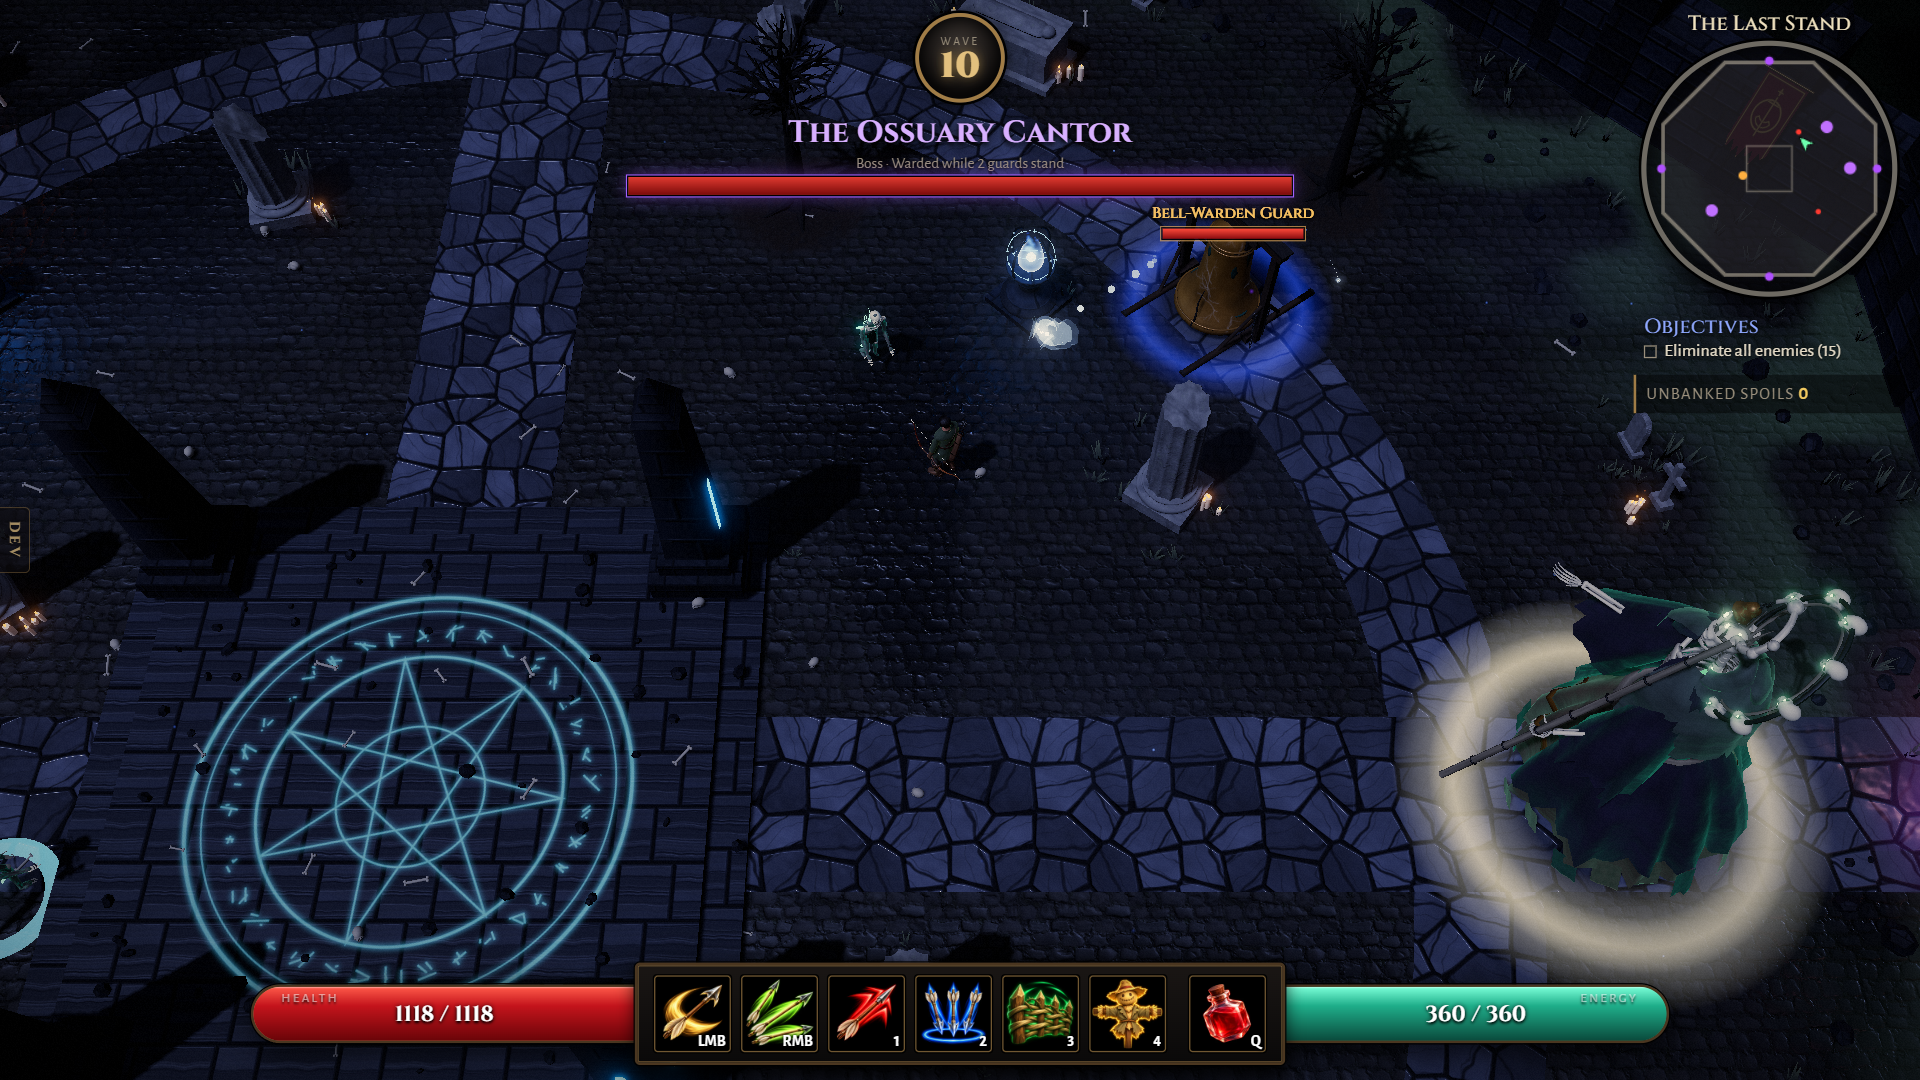 WAVE
10
THE LAST STAND
THE OSSUARY CANTOR
Boss · Warded while 2 guards stand
BELL-WARDEN GUARD
OBJECTIVES
Eliminate all enemies (15)
UNBANKED SPOILS 0
DEV
HEALTH
1118 / 1118
LMB
RMB
1
2
3
4
Q
ENERGY
360 / 360